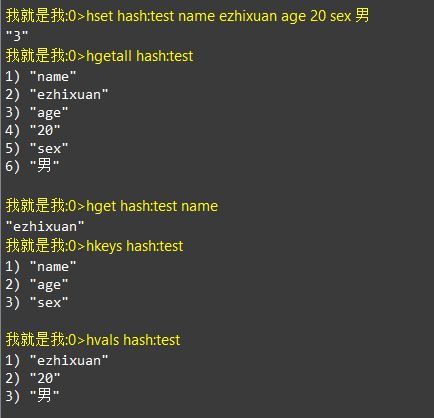 我就是我:0>hset hash:test name ezhixuan age 20 sex 男
"3"
我就是我:0>hgetall hash:test
1) "name"
2) "ezhixuan"
3) "age"
4) "20"
5) "sex"
6) "男"
我就是我:0>hget hash:test name
"ezhixuan"
我就是我:0>hkeys hash:test
1) "name"
2) "age"
3) "sex"
我就是我:0>hvals hash:test
1) "ezhixuan"
2) "20"
3) "男"